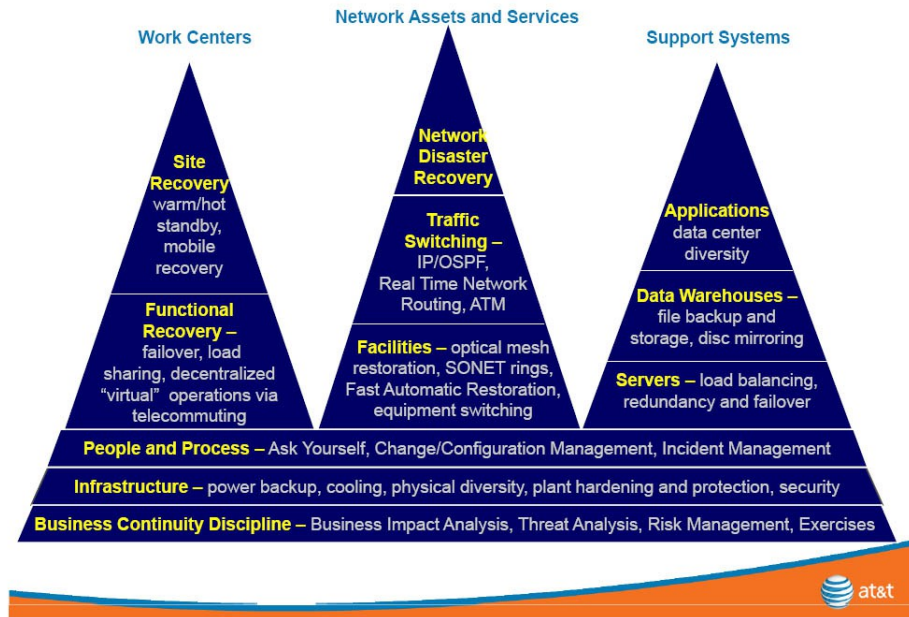 Network Assets and Services
Work Centers
Support Systems
Site
Recovery
warm/hot
standby,
mobile
recovery
Functional
Recovery –
failover, load
sharing, decentralized
“virtual” operations via
telecommuting
Network
Disaster
Recovery
Traffic
Switching –
IP/OSPF,
Real Time Network
Routing, ATM
Facilities – optical mesh
restoration, SONET rings,
Fast Automatic Restoration,
equipment switching
Applications
data center
diversity
Data Warehouses –
file backup and
storage, disc mirroring
Servers – load balancing,
redundancy and failover
People and Process – Ask Yourself, Change/Configuration Management, Incident Management
Infrastructure – power backup, cooling, physical diversity, plant hardening and protection, security
Business Continuity Discipline – Business Impact Analysis, Threat Analysis, Risk Management, Exercises
at&t